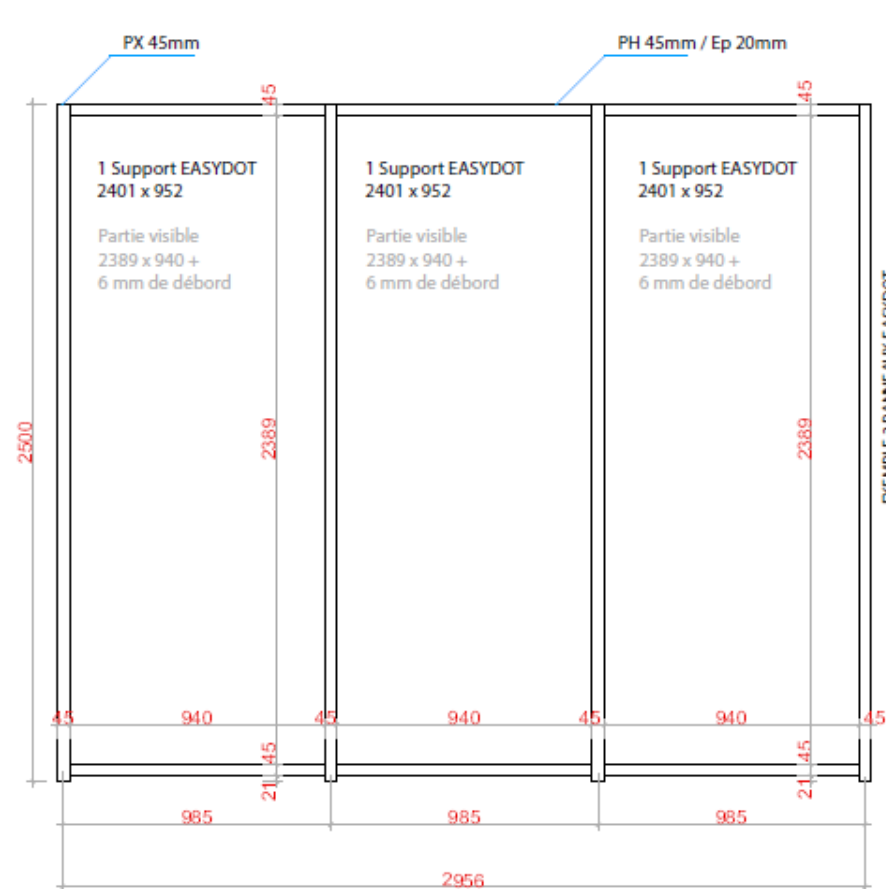 PX 45mm
PH 45mm / Ep 20mm
45
45
1 Support EASYDOT
2401 x 952
Partie visible
2389 x 940 +
6 mm de débord
1 Support EASYDOT
2401 x 952
Partie visible
2389 x 940 +
6 mm de débord
1 Support EASYDOT
2401 x 952
Partie visible
2389 x 940 +
6 mm de débord
2500
2389
2389
45 940 45 940 45 940 45
45
45
21
21
985 985 985
2956